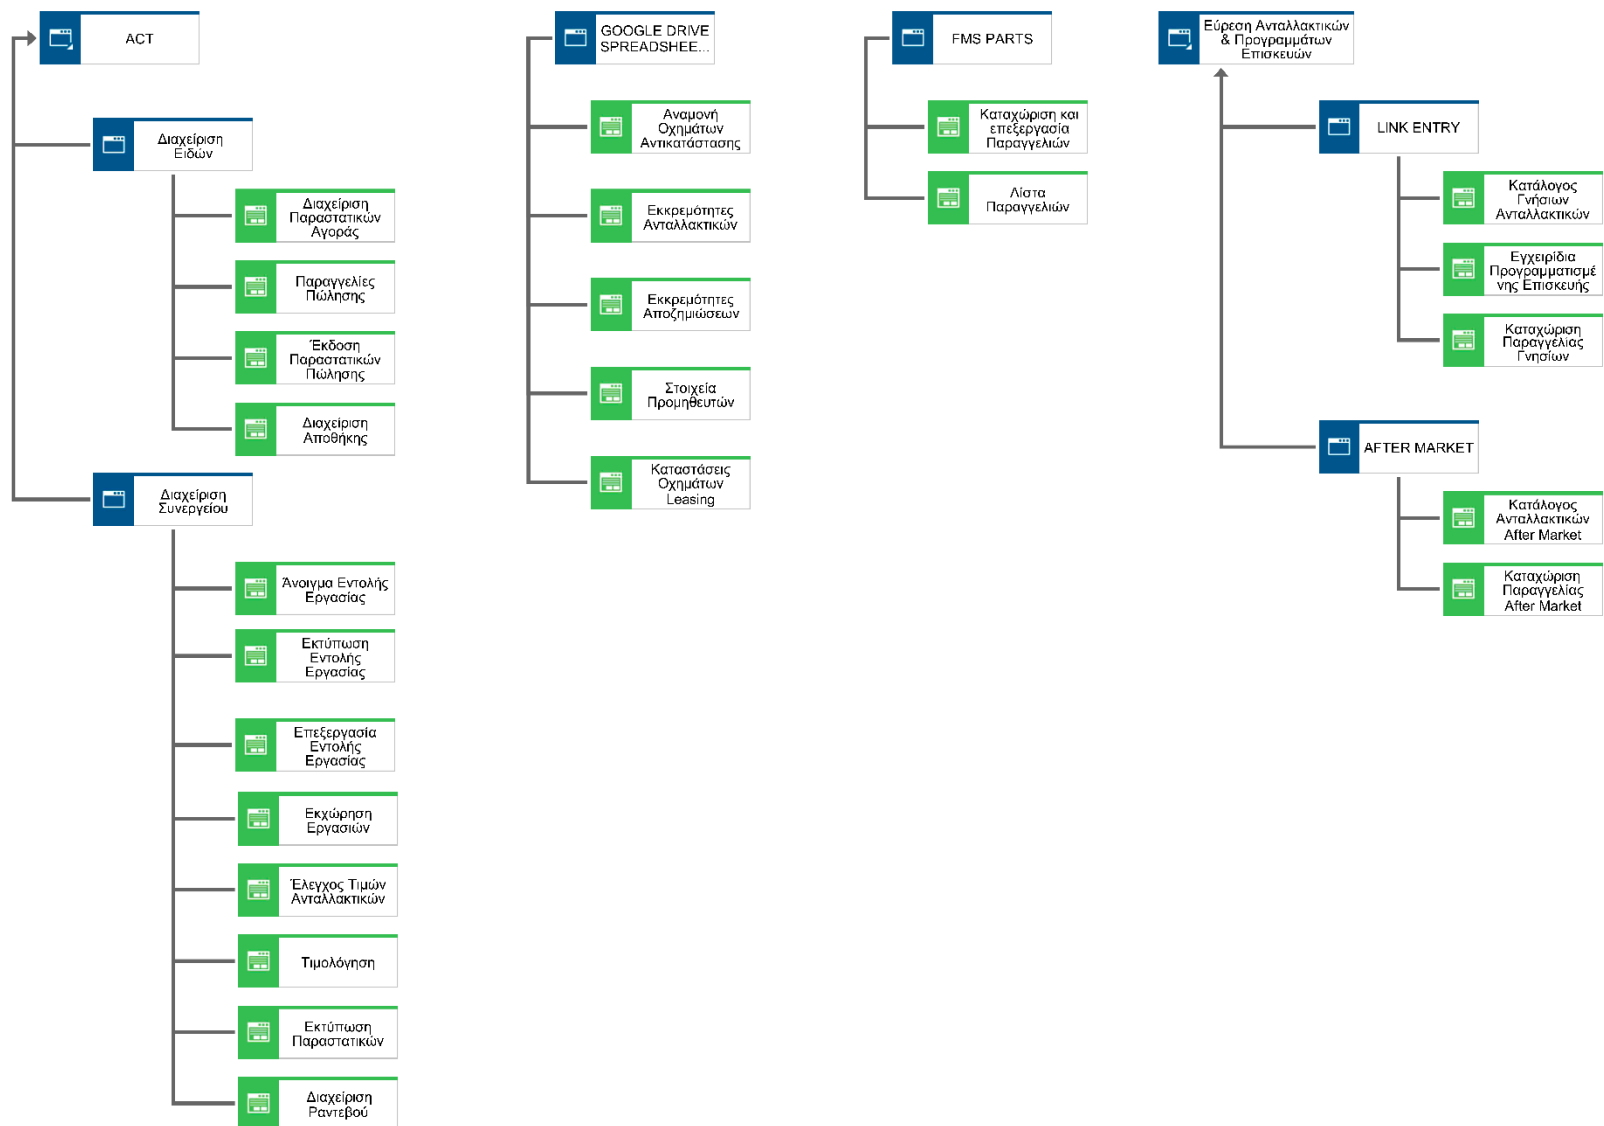 ACT
Διαχείριση
Ειδών
Διαχείριση
Παραστατικών
Αγοράς
Παραγγελίες
Πώλησης
Έκδοση
Παραστατικών
Πώλησης
Διαχείριση
Αποθήκης
Διαχείριση
Συνεργείου
Άνοιγμα Εντολής
Εργασίας
Εκτύπωση
Εντολής
Εργασίας
Επεξεργασία
Εντολής
Εργασίας
Εκχώρηση
Εργασιών
Έλεγχος Τιμών
Ανταλλακτικών
Τιμολόγηση
Εκτύπωση
Παραστατικών
Διαχείριση
Ραντεβού
GOOGLE DRIVE
SPREADSHEE...
Αναμονή
Οχημάτων
Αντικατάστασης
Εκκρεμότητες
Ανταλλακτικών
Εκκρεμότητες
Αποζημιώσεων
Στοιχεία
Προμηθευτών
Καταστάσεις
Οχημάτων
Leasing
FMS PARTS
Καταχώριση και
επεξεργασία
Παραγγελιών
Λίστα
Παραγγελιών
Εύρεση Ανταλλακτικών
& Προγραμμάτων
Επισκευών
LINK ENTRY
Κατάλογος
Γνήσιων
Ανταλλακτικών
Εγχειρίδια
Προγραμματισμέ
νης Επισκευής
Καταχώριση
Παραγγελίας
Γνησίων
AFTER MARKET
Κατάλογος
Ανταλλακτικών
After Market
Καταχώριση
Παραγγελίας
After Market